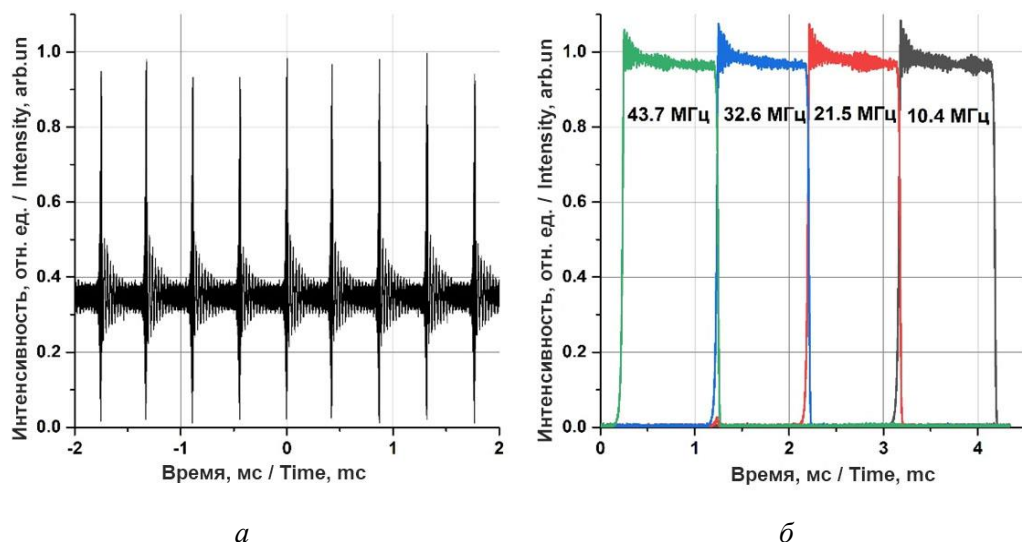 Интенсивность, отн. ед. / Intensity, arb.un
1.0
0.8
0.6
0.4
0.2
0.0
-2 -1 0 1 2
Время, мс / Time, mc
а
Интенсивность, отн. ед. / Intensity, arb.un
1.0
0.8
0.6
0.4
0.2
0.0
43.7 МГц 32.6 МГц 21.5 МГц 10.4 МГц
0 1 2 3 4
Время, мс / Time, mc
б